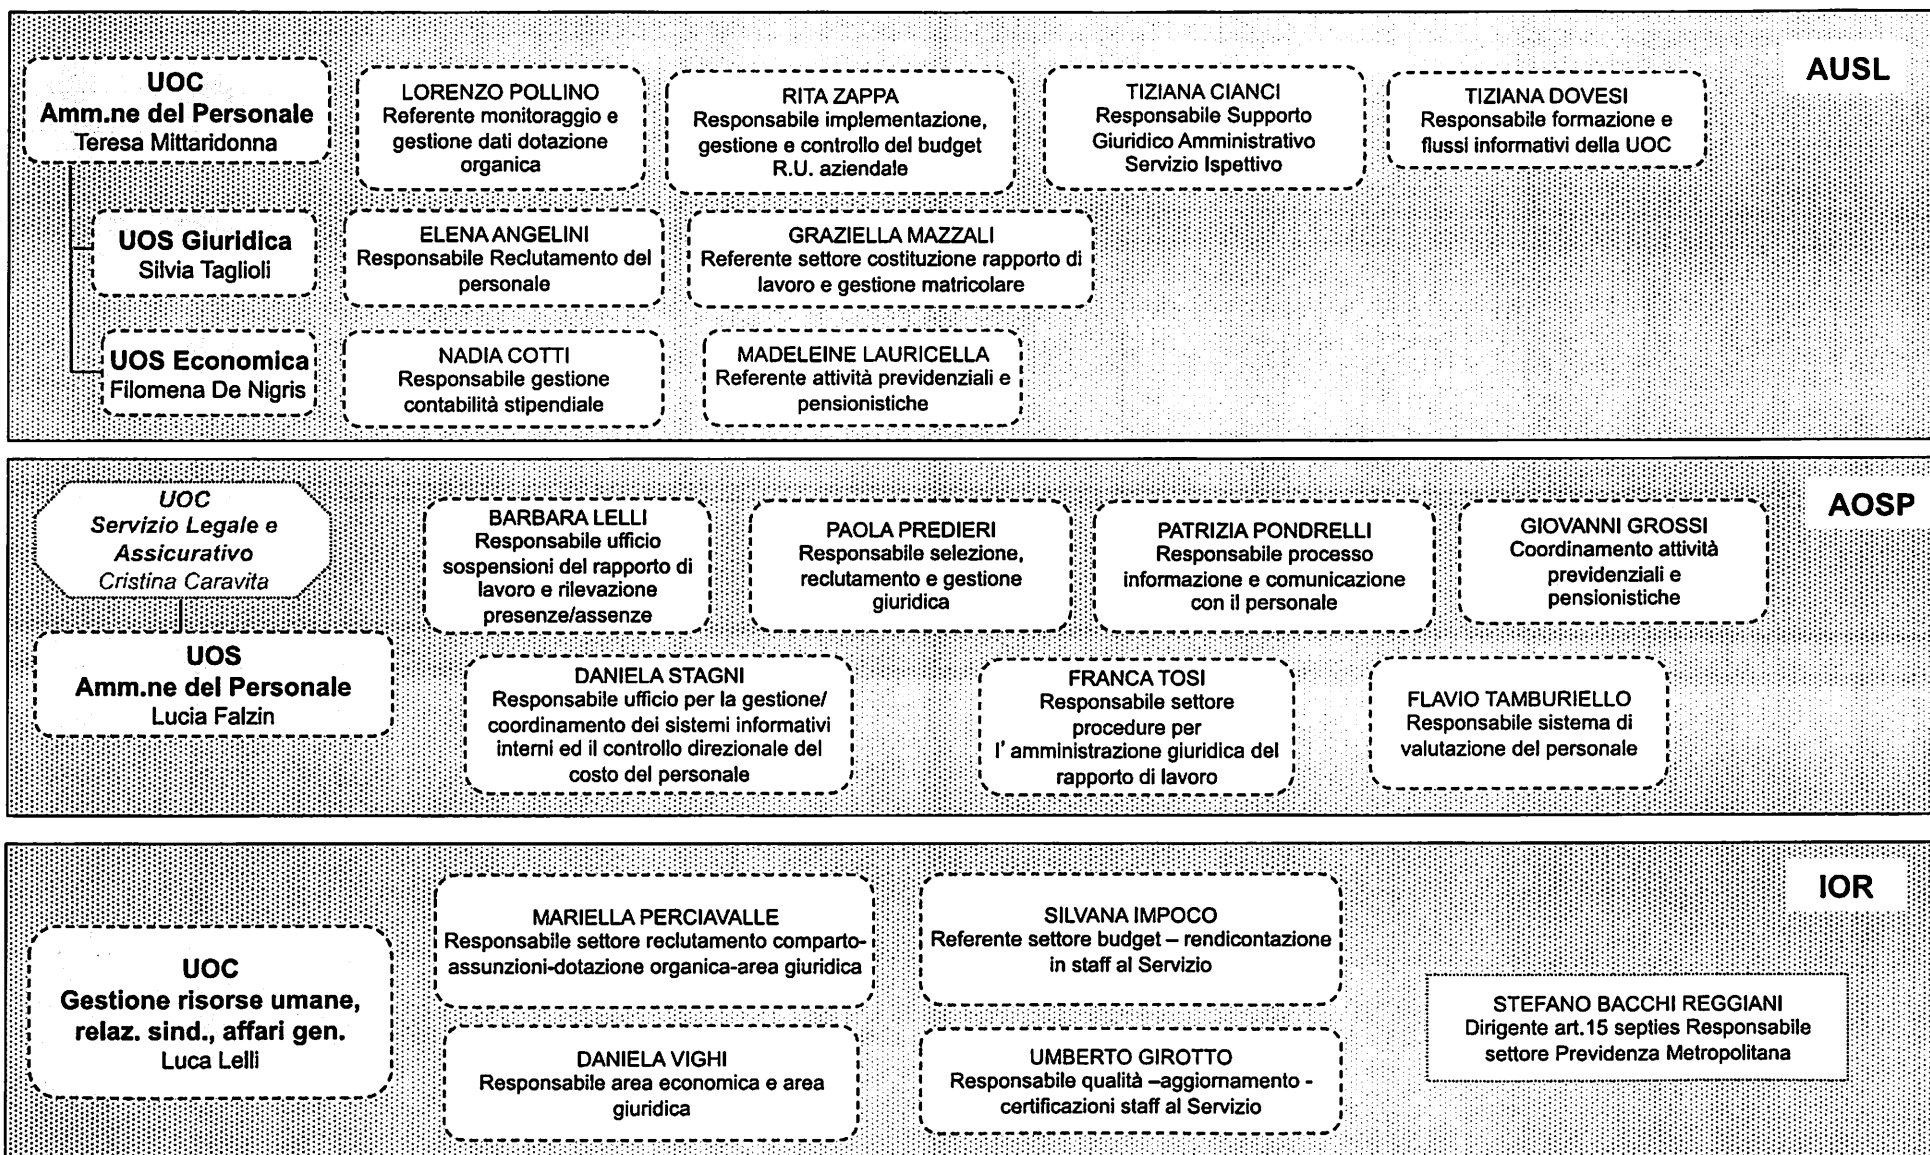 AUSL
UOC
Amm.ne del Personale
Teresa Mittaridonna
LORENZO POLLINO
Referente monitoraggio e
gestione dati dotazione
organica
RITA ZAPPA
Responsabile implementazione,
gestione e controllo del budget
R.U. aziendale
TIZIANA CIANCI
Responsabile Supporto
Giuridico Amministrativo
Servizio Ispettivo
TIZIANA DOVESI
Responsabile formazione e
flussi informativi della UOC
UOS Giuridica
Silvia Taglioli
ELENA ANGELINI
Responsabile Reclutamento del
personale
GRAZIELLA MAZZALI
Referente settore costituzione rapporto di
lavoro e gestione matricolare
UOS Economica
Filomena De Nigris
NADIA COTTI
Responsabile gestione
contabilità stipendiale
MADELEINE LAURICELLA
Referente attività previdenziali e
pensionistiche
AOSP
UOC
Servizio Legale e
Assicurativo
Cristina Caravita
BARBARA LELLI
Responsabile ufficio
sospensioni del rapporto di
lavoro e rilevazione
presenze/assenze
PAOLA PREDIERI
Responsabile selezione,
reclutamento e gestione
giuridica
PATRIZIA PONDRELLI
Responsabile processo
informazione e comunicazione
con il personale
GIOVANNI GROSSI
Coordinamento attività
previdenziali e
pensionistiche
UOS
Amm.ne del Personale
Lucia Falzin
DANIELA STAGNI
Responsabile ufficio per la gestione/
coordinamento dei sistemi informativi
interni ed il controllo direzionale del
costo del personale
FRANCA TOSI
Responsabile settore
procedure per
l'amministrazione giuridica del
rapporto di lavoro
FLAVIO TAMBURIELLO
Responsabile sistema di
valutazione del personale
IOR
UOC
Gestione risorse umane,
relaz. sind., affari gen.
Luca Lelli
MARIELLA PERCIAVALLE
Responsabile settore reclutamento comparto-
assunzioni-dotazione organica-area giuridica
SILVANA IMPOCO
Referente settore budget – rendicontazione
in staff al Servizio
DANIELA VIGHI
Responsabile area economica e area
giuridica
UMBERTO GIROTTO
Responsabile qualità –aggiornamento -
certificazioni staff al Servizio
STEFANO BACCHI REGGIANI
Dirigente art.15 septies Responsabile
settore Previdenza Metropolitana